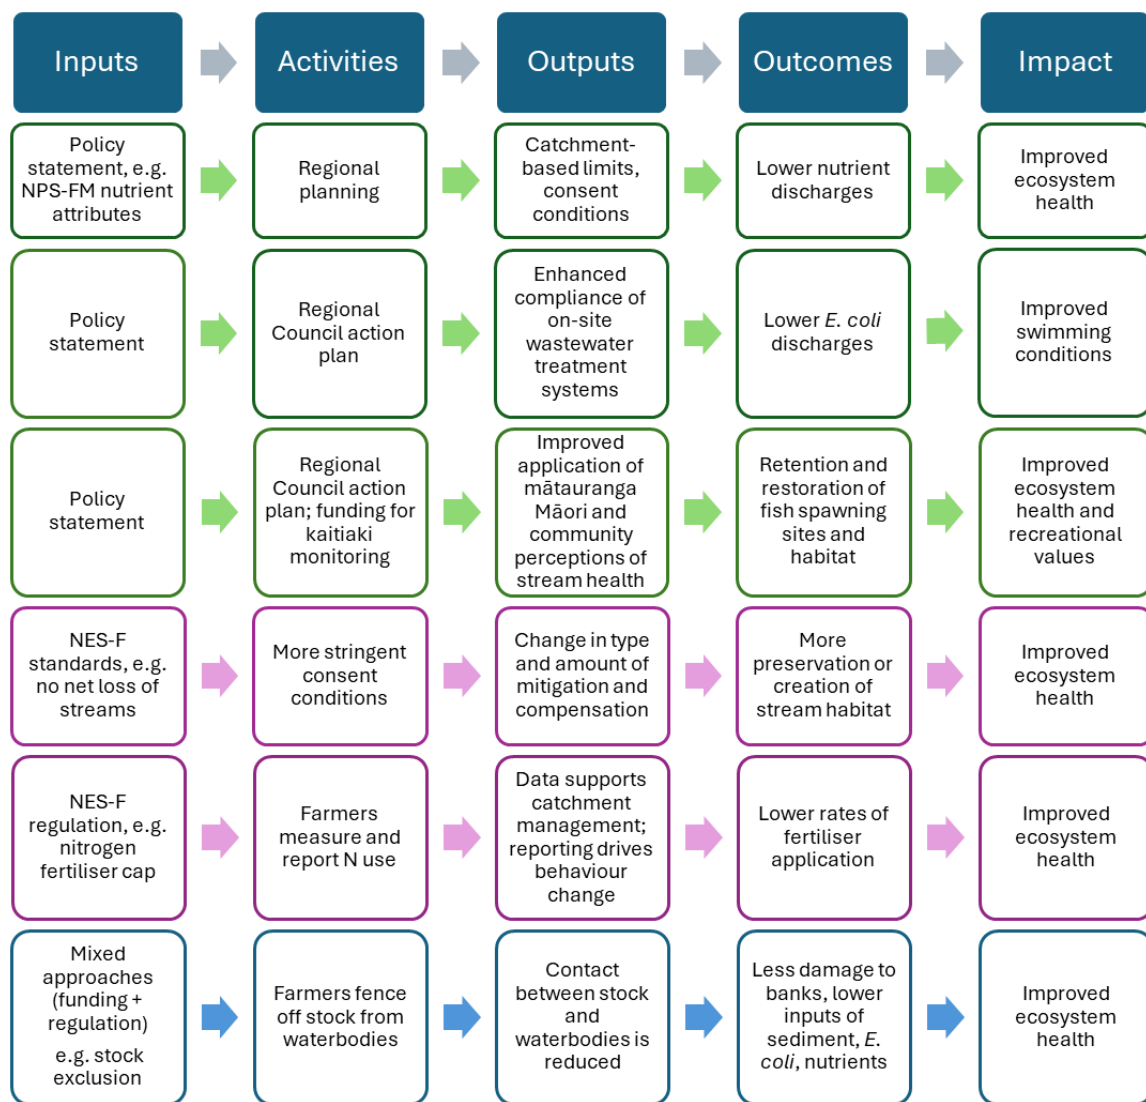 Inputs
Activities
Outputs
Outcomes
Impact
Policy
statement, e.g.
NPS-FM nutrient
attributes
Regional
planning
Catchment-
based limits,
consent
conditions
Lower nutrient
discharges
Improved
ecosystem
health
Policy
statement
Regional
Council action
plan
Enhanced
compliance of
on-site
wastewater
treatment
systems
Lower E. coli
discharges
Improved
swimming
conditions
Policy
statement
Regional
Council action
plan; funding for
kaitiaki
monitoring
Improved
application of
mātauranga
Māori and
community
perceptions of
stream health
Retention and
restoration of
fish spawning
sites and
habitat
Improved
ecosystem
health and
recreational
values
NES-F
standards, e.g.
no net loss of
streams
More stringent
consent
conditions
Change in type
and amount of
mitigation and
compensation
More
preservation or
creation of
stream habitat
Improved
ecosystem
health
NES-F
regulation, e.g.
nitrogen
fertiliser cap
Farmers
measure and
report N use
Data supports
catchment
management;
reporting drives
behaviour
change
Lower rates of
fertiliser
application
Improved
ecosystem
health
Mixed
approaches
(funding +
regulation)
e.g. stock
exclusion
Farmers fence
off stock from
waterbodies
Contact
between stock
and
waterbodies is
reduced
Less damage to
banks, lower
inputs of
sediment, E.
coli, nutrients
Improved
ecosystem
health